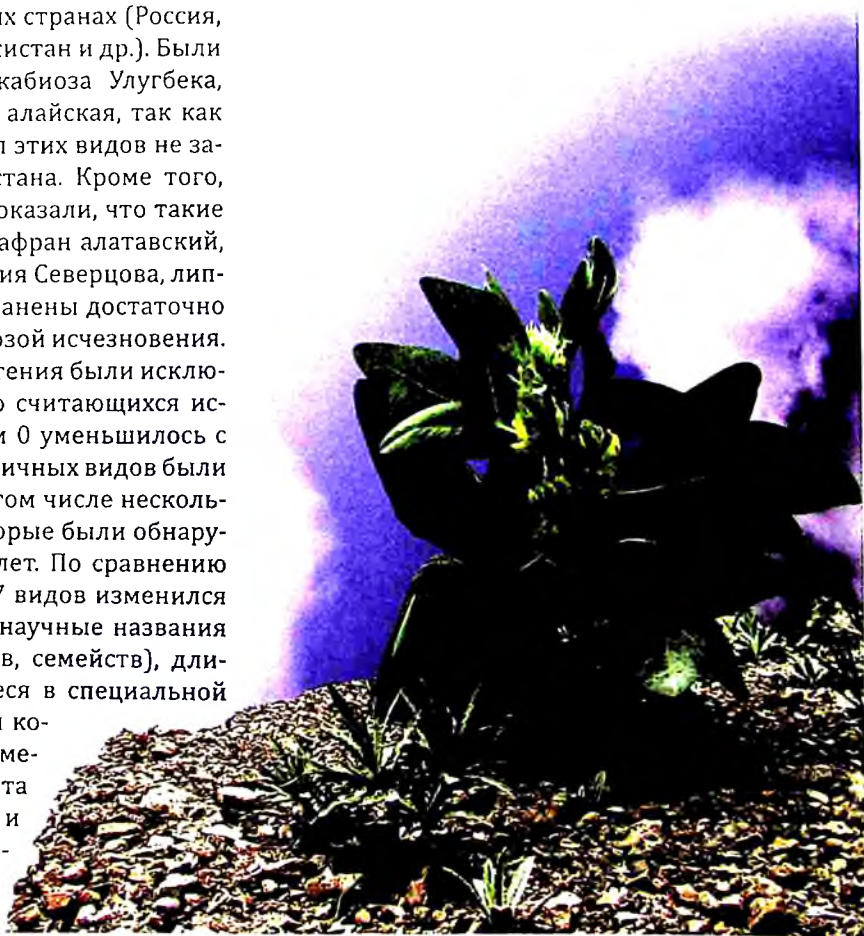 их странах (Россия,
истан и др.). Были
кабиоза Улугбека,
алайская, так как
л этих видов не за-
стана. Кроме того,
оказали, что такие
афран алатавский,
ия Северцова, лип-
анены достаточно
озой исчезновения.
тения были исклю-
о считающихся ис-
и 0 уменьшилось с
ичных видов были
том числе несколь-
орые были обнару-
лет. По сравнению
7 видов изменился
научные названия
в, семейств), дли-
еся в специальной
и ко-
ме-
та
и
-